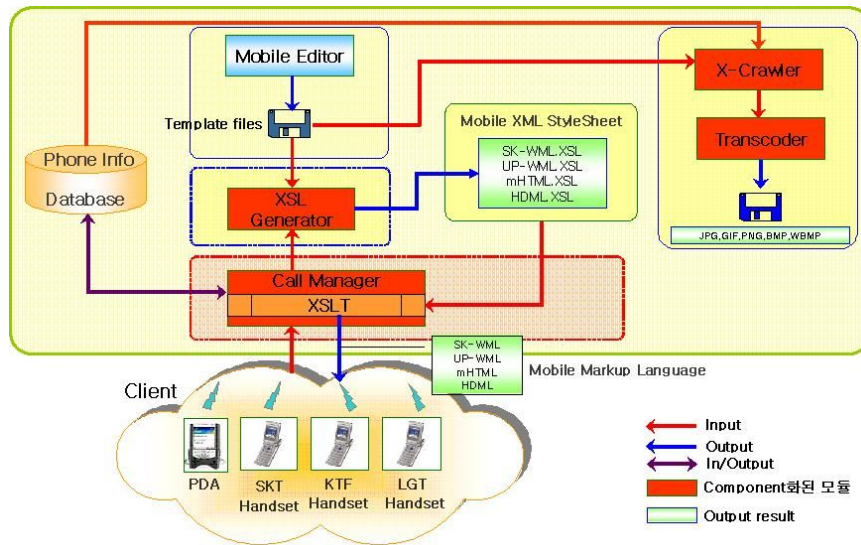 Mobile Editor
Template files
X-Crawler
Transcoder
JPG,GIF,PNG,BMP,WBMP
Mobile XML StyleSheet
SK-WML.XSL
UP-WML.XSL
mHTML.XSL
HDML.XSL
Phone Info
Database
XSL
Generator
Call Manager
XSLT
SK-WML
UP-WML
mHTML
HDML
Mobile Markup Language
Client
PDA
SKT
Handset
KTF
Handset
LGT
Handset
Input
Output
In/Output
Component화된 모듈
Output result